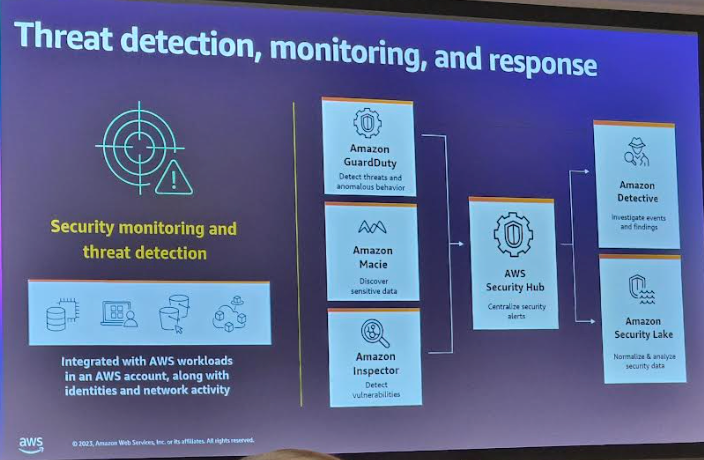 Threat detection, monitoring, and response
Security monitoring and
threat detection
Integrated with AWS workloads
in an AWS account, along with
identities and network activity
Amazon
GuardDuty
Detect threats and
anomalous behavior
Amazon
Macie
Discover
sensitive data
Amazon
Inspector
Detect
vulnerabilities
AWS
Security Hub
Centralize security
alerts
Amazon
Detective
Investigate events
and findings
Amazon
Security Lake
Normalize & analyze
security data
aws
© 2023, Amazon Web Services, Inc. or its affiliates. All rights reserved.